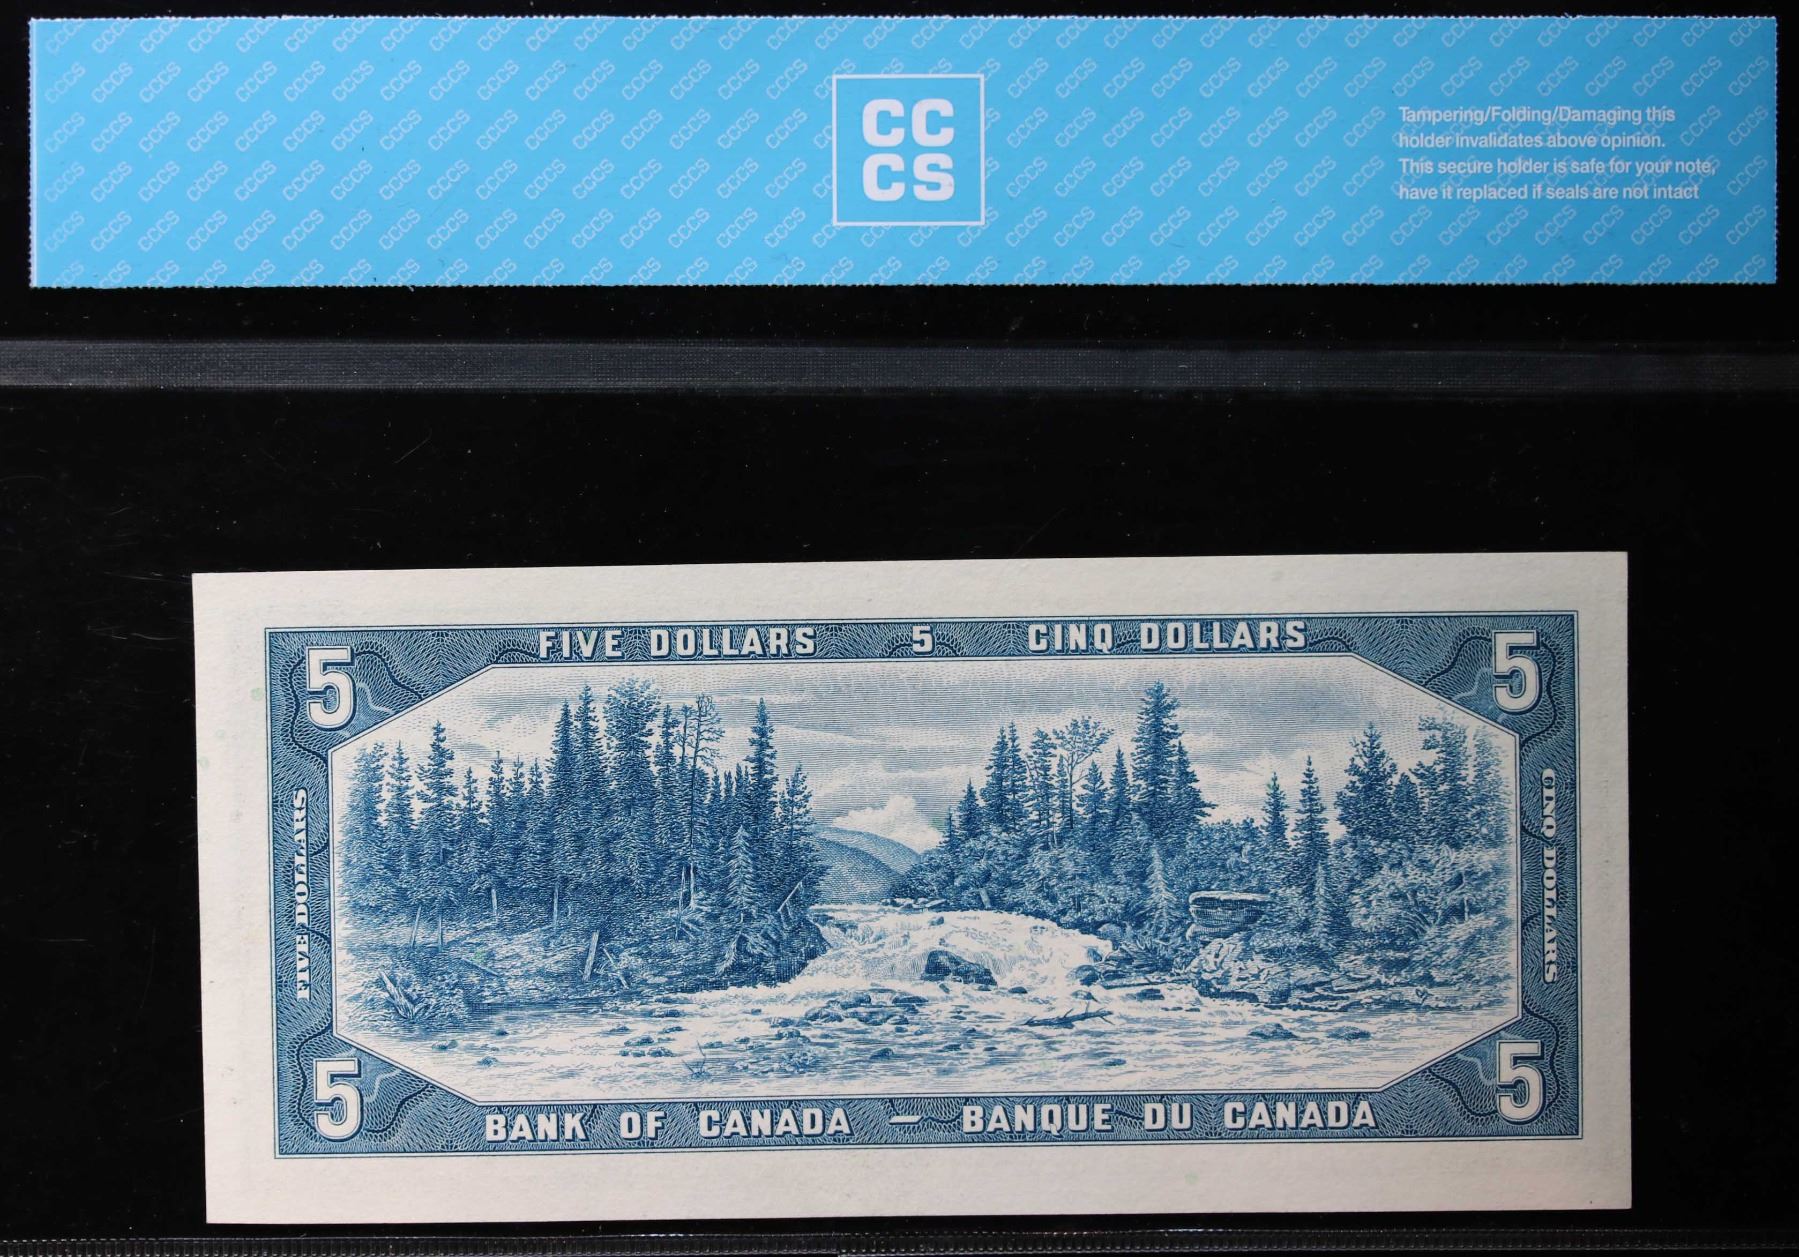 CC
CS
Tampering/Folding/Damaging this
holder invalidates above opinion.
This secure holder is safe for your note,
have it replaced if seals are not intact
FIVE DOLLARS 5 CINQ DOLLARS
5 5
FIVE DOLLARS
CINQ DOLLARS
5 5
BANK OF CANADA — BANQUE DU CANADA